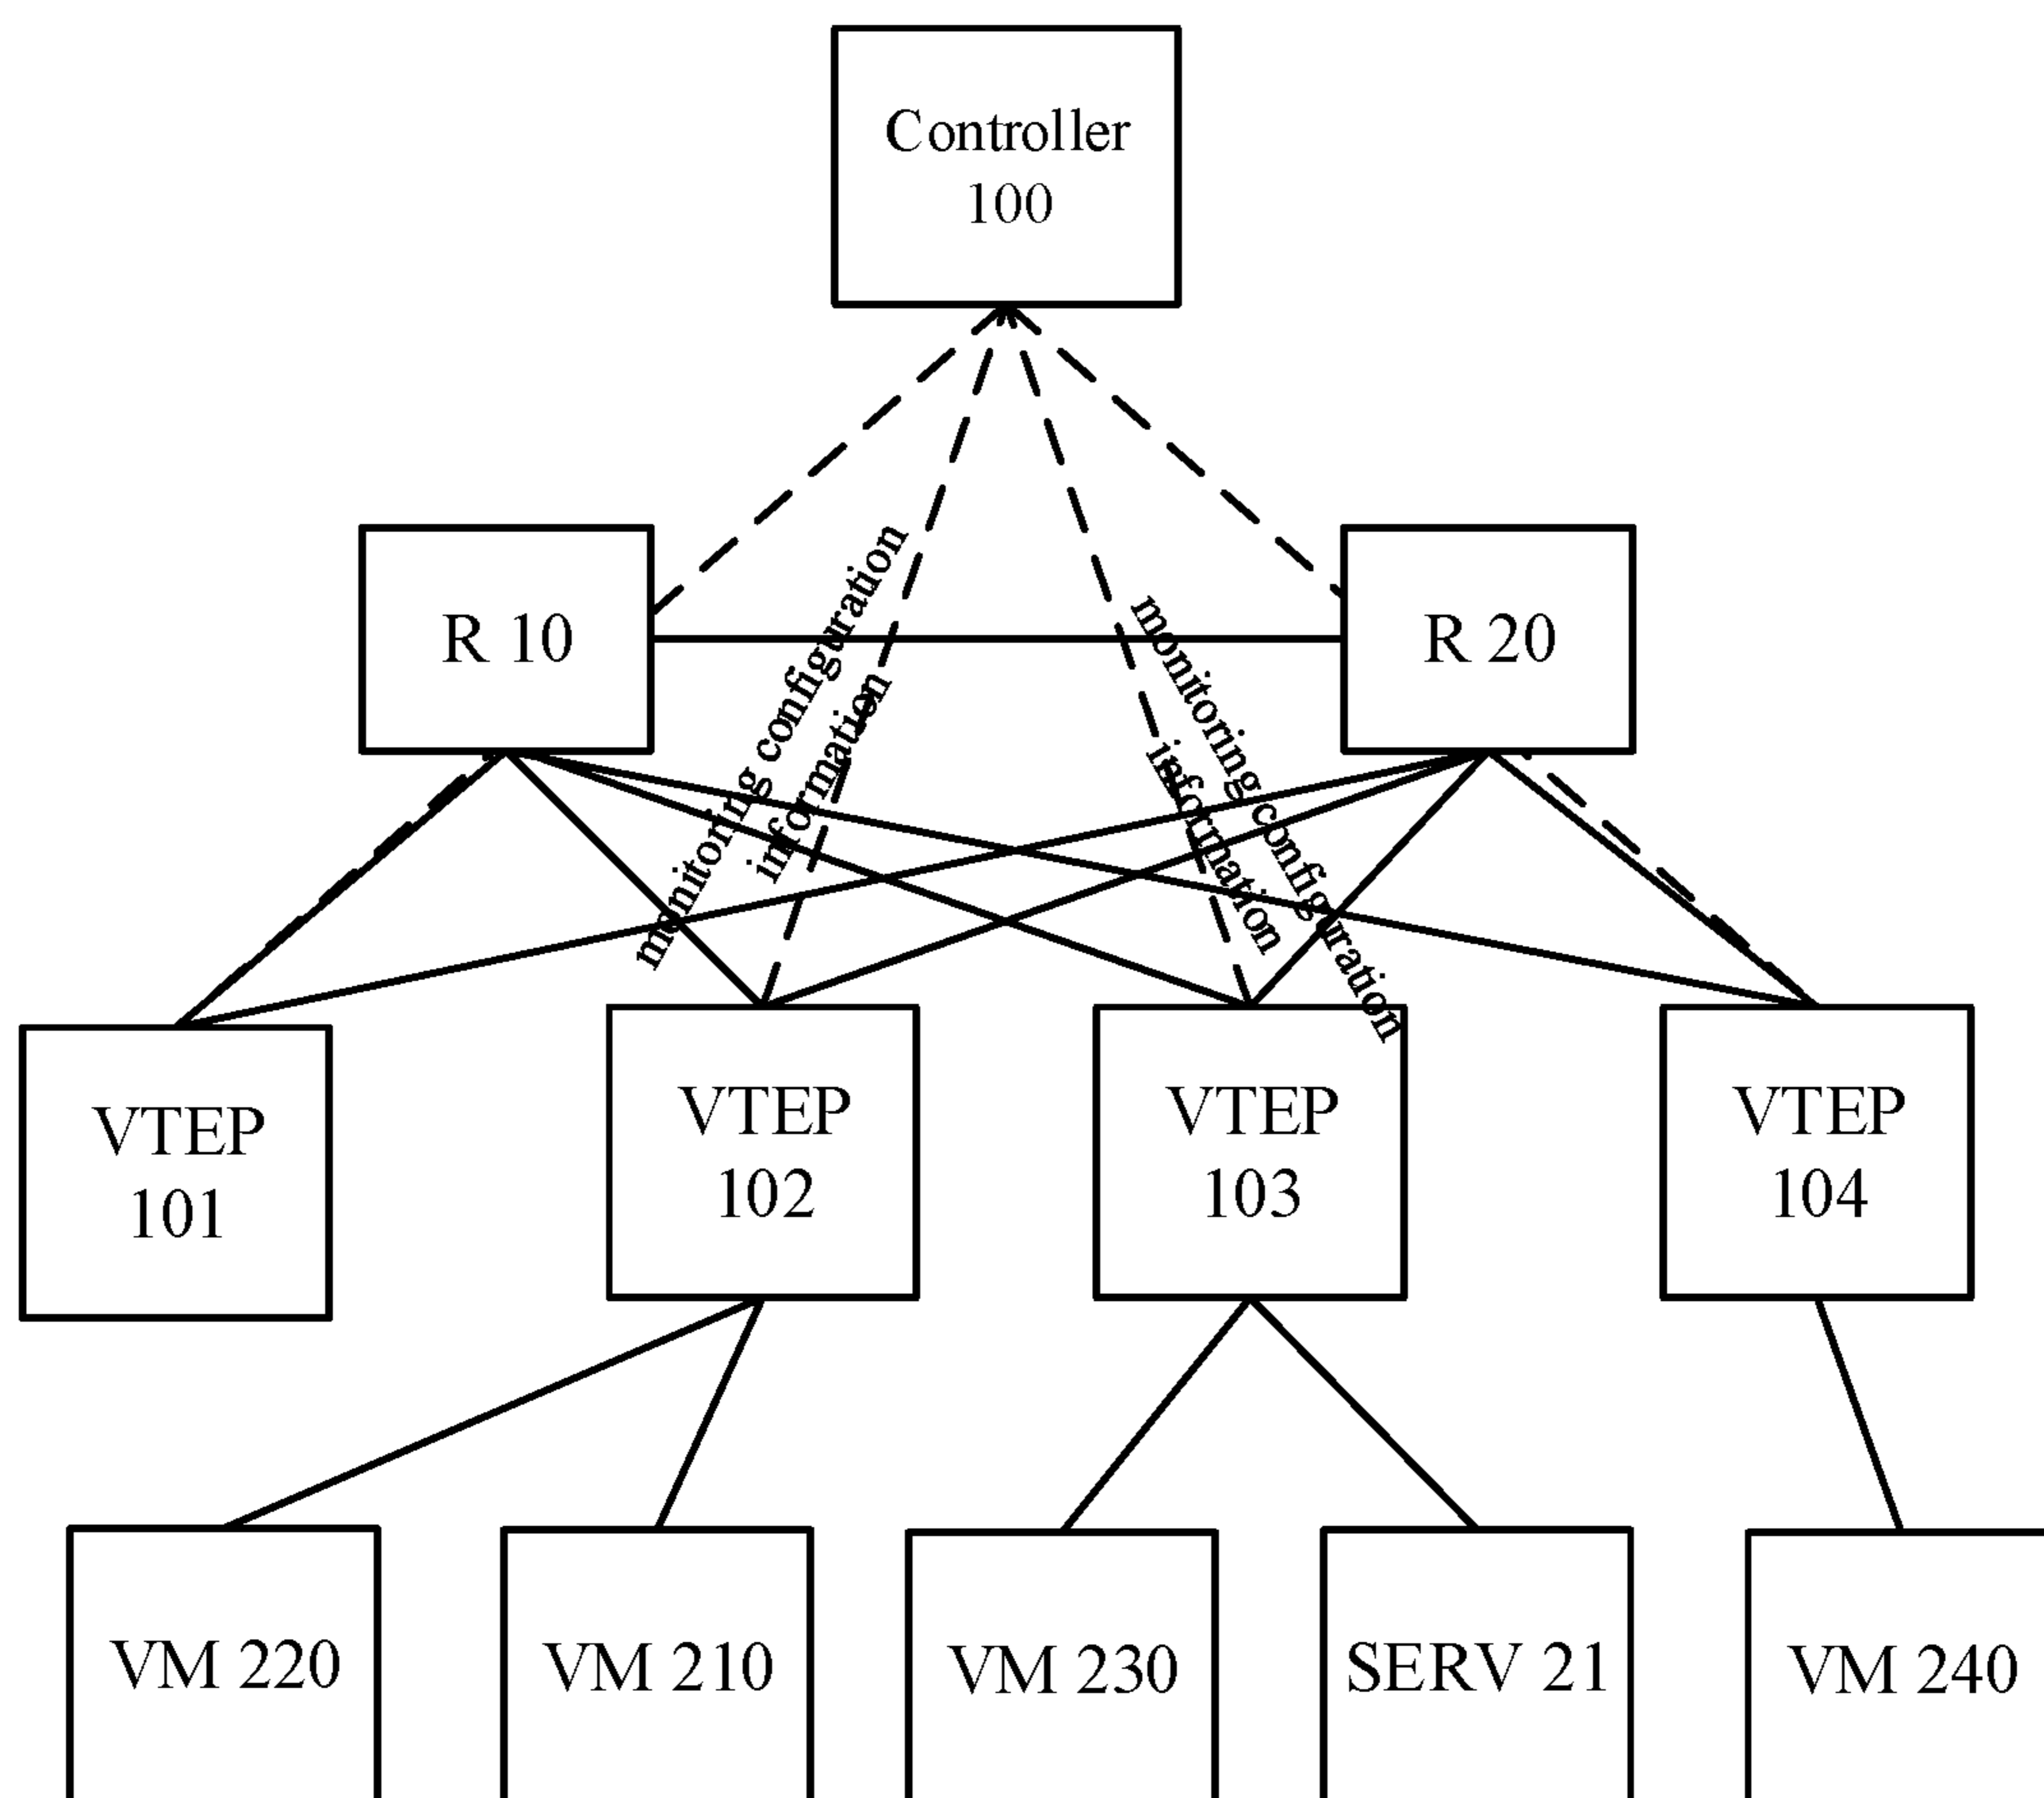 Controller
100
R 10
R 20
monitoring configuration
information
monitoring configuration
information
VTEP
101
VTEP
102
VTEP
103
VTEP
104
VM 220
VM 210
VM 230
SERV 21
VM 240